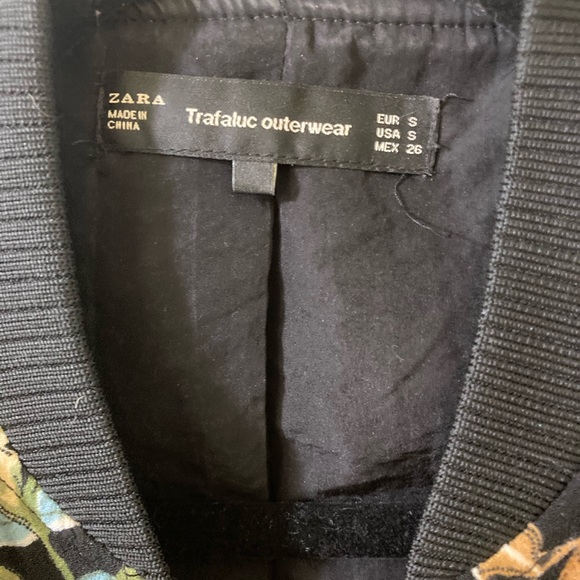 ZARA
MADE IN
CHINA
Trafaluc outerwear
EUR S
USA S
MEX 26